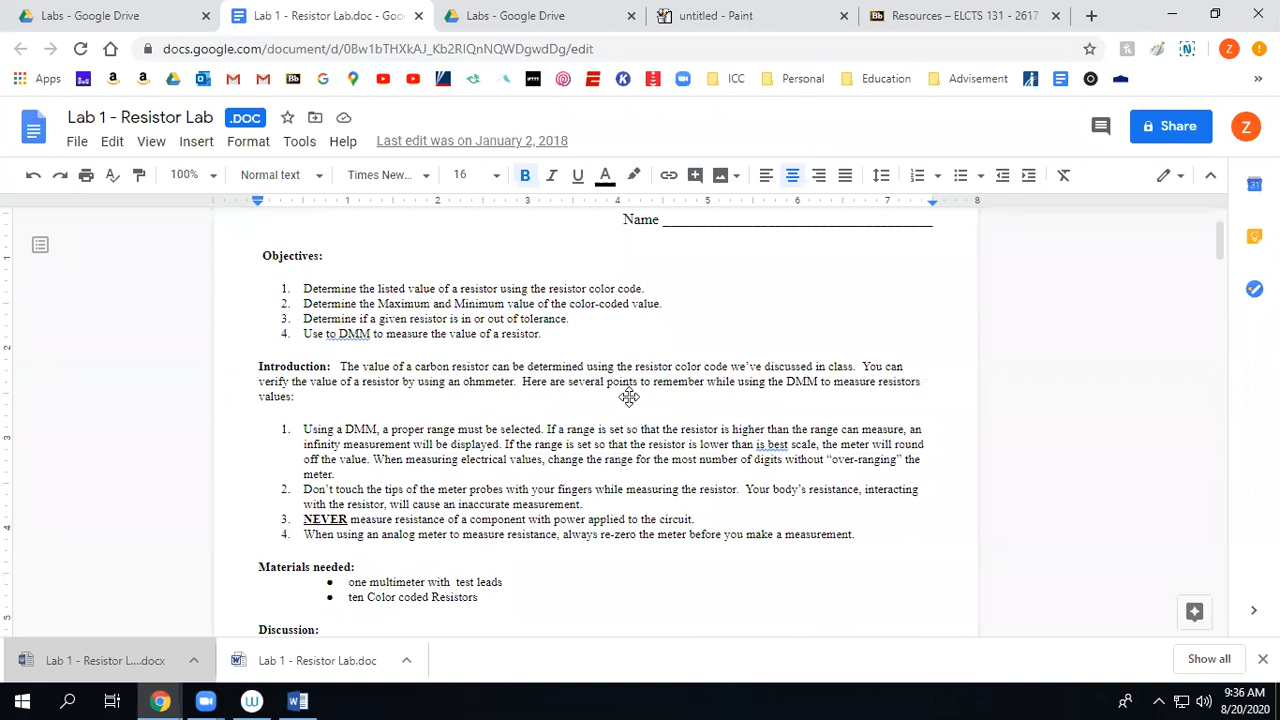 Labs - Google Drive
Lab 1 - Resistor Lab.doc - Goo
Labs - Google Drive
untitled - Paint
Bb
Resources – ELCTS 131 - 2617
docs.google.com/document/d/0Bw1bTHXkAJ_Kb2RIQnNQWDgwdDg/edit
Z
Apps
Bb
ICC
Personal
Education
Advisement
»
Lab 1 - Resistor Lab
.DOC
Share
Z
File
Edit
View
Insert
Format
Tools
Help
Last edit was on January 2, 2018
100%
Normal text
Times New...
16
B
I
U
A
1
2
3
4
5
6
7
8
Name ___________________________________
Objectives:
1. Determine the listed value of a resistor using the resistor color code.
2. Determine the Maximum and Minimum value of the color-coded value.
3. Determine if a given resistor is in or out of tolerance.
4. Use to DMM to measure the value of a resistor.
Introduction: The value of a carbon resistor can be determined using the resistor color code we've discussed in class. You can
verify the value of a resistor by using an ohmmeter. Here are several points to remember while using the DMM to measure resistors
values:
1. Using a DMM, a proper range must be selected. If a range is set so that the resistor is higher than the range can measure, an
infinity measurement will be displayed. If the range is set so that the resistor is lower than is best scale, the meter will round
off the value. When measuring electrical values, change the range for the most number of digits without “over-ranging” the
meter.
2. Don't touch the tips of the meter probes with your fingers while measuring the resistor. Your body's resistance, interacting
with the resistor, will cause an inaccurate measurement.
3. NEVER measure resistance of a component with power applied to the circuit.
4. When using an analog meter to measure resistance, always re-zero the meter before you make a measurement.
Materials needed:
● one multimeter with test leads
● ten Color coded Resistors
Discussion:
Lab 1 - Resistor L....docx
Lab 1 - Resistor Lab.doc
Show all
9:36 AM
8/20/2020